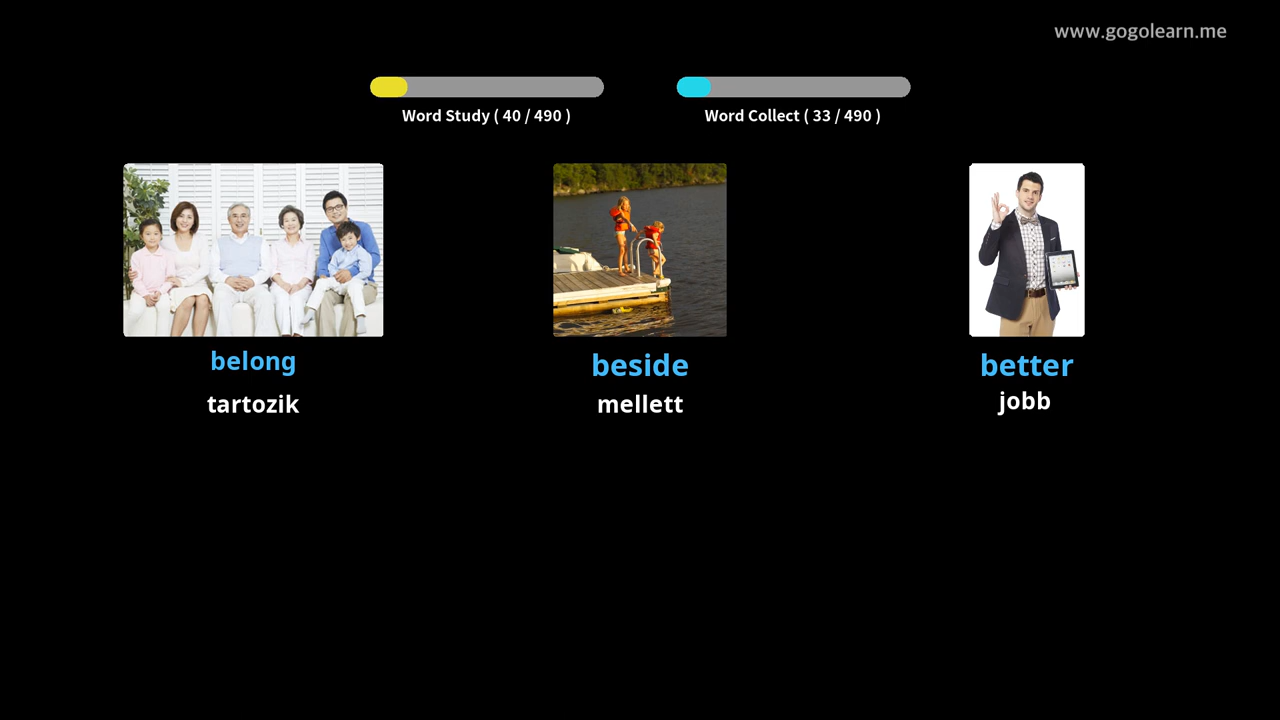 www.gogolearn.me
Word Study ( 40 / 490 )
Word Collect ( 33 / 490 )
belong
tartozik
beside
mellett
better
jobb